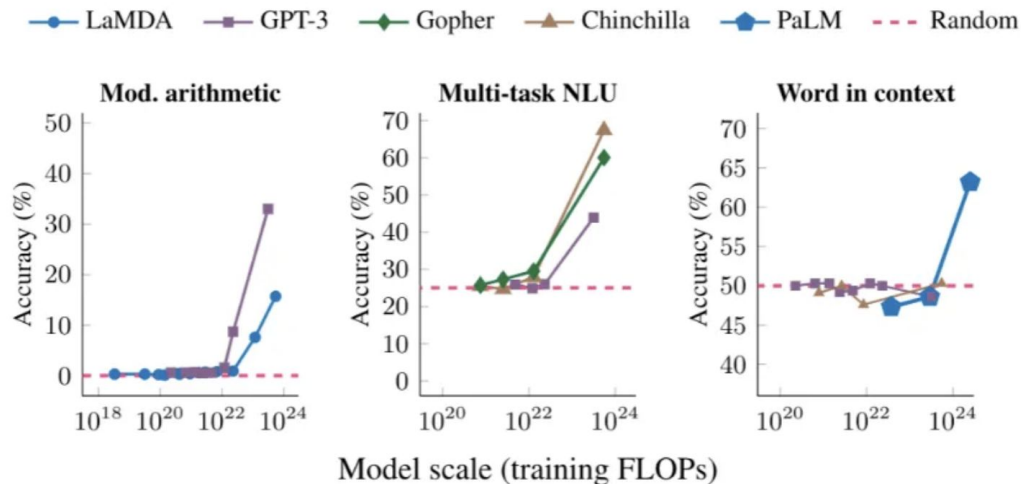 LaMDA GPT-3 Gopher Chinchilla PaLM Random
Mod. arithmetic
Accuracy (%)
50
40
30
20
10
0
10^18 10^20 10^22 10^24
Multi-task NLU
Accuracy (%)
70
60
50
40
30
20
10
0
10^20 10^22 10^24
Word in context
Accuracy (%)
70
65
60
55
50
45
40
10^20 10^22 10^24
Model scale (training FLOPs)